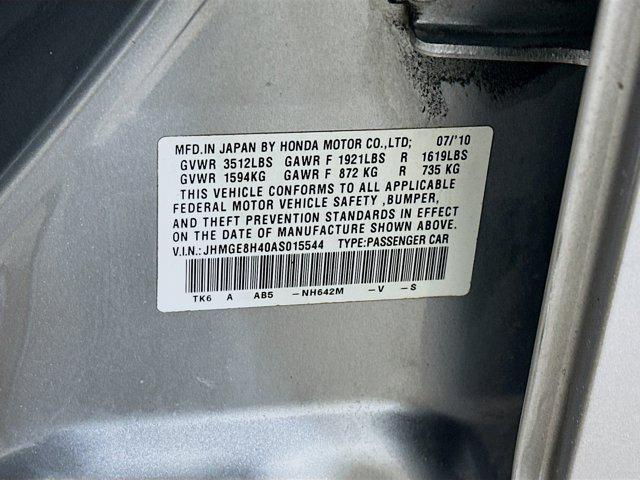 MFD.IN JAPAN BY HONDA MOTOR CO.,LTD; 07/'10
GVWR 3512LBS GAWR F 1921LBS R 1619LBS
GVWR 1594KG GAWR F 872 KG R 735 KG
THIS VEHICLE CONFORMS TO ALL APPLICABLE
FEDERAL MOTOR VEHICLE SAFETY ,BUMPER,
AND THEFT PREVENTION STANDARDS IN EFFECT
ON THE DATE OF MANUFACTURE SHOWN ABOVE.
V.I.N.: JHMGE8H40AS015544 TYPE:PASSENGER CAR
TK6 A AB5 -NH642M -V -S